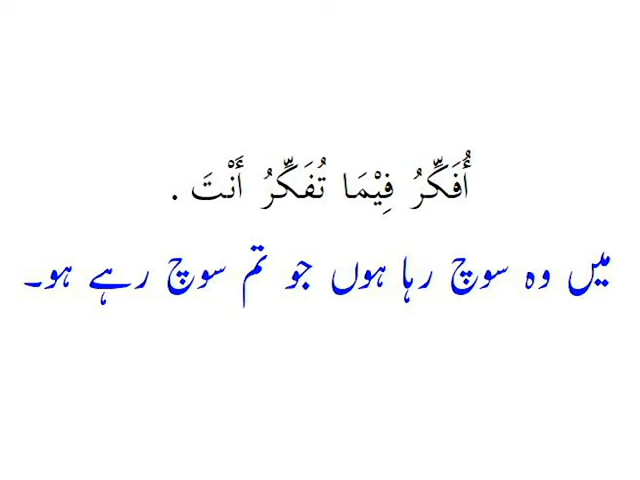 أُفَكِّرُ فِيْمَا تُفَكِّرُ أَنْتَ .
میں وہ سوچ رہا ہوں جو تم سوچ رہے ہو۔